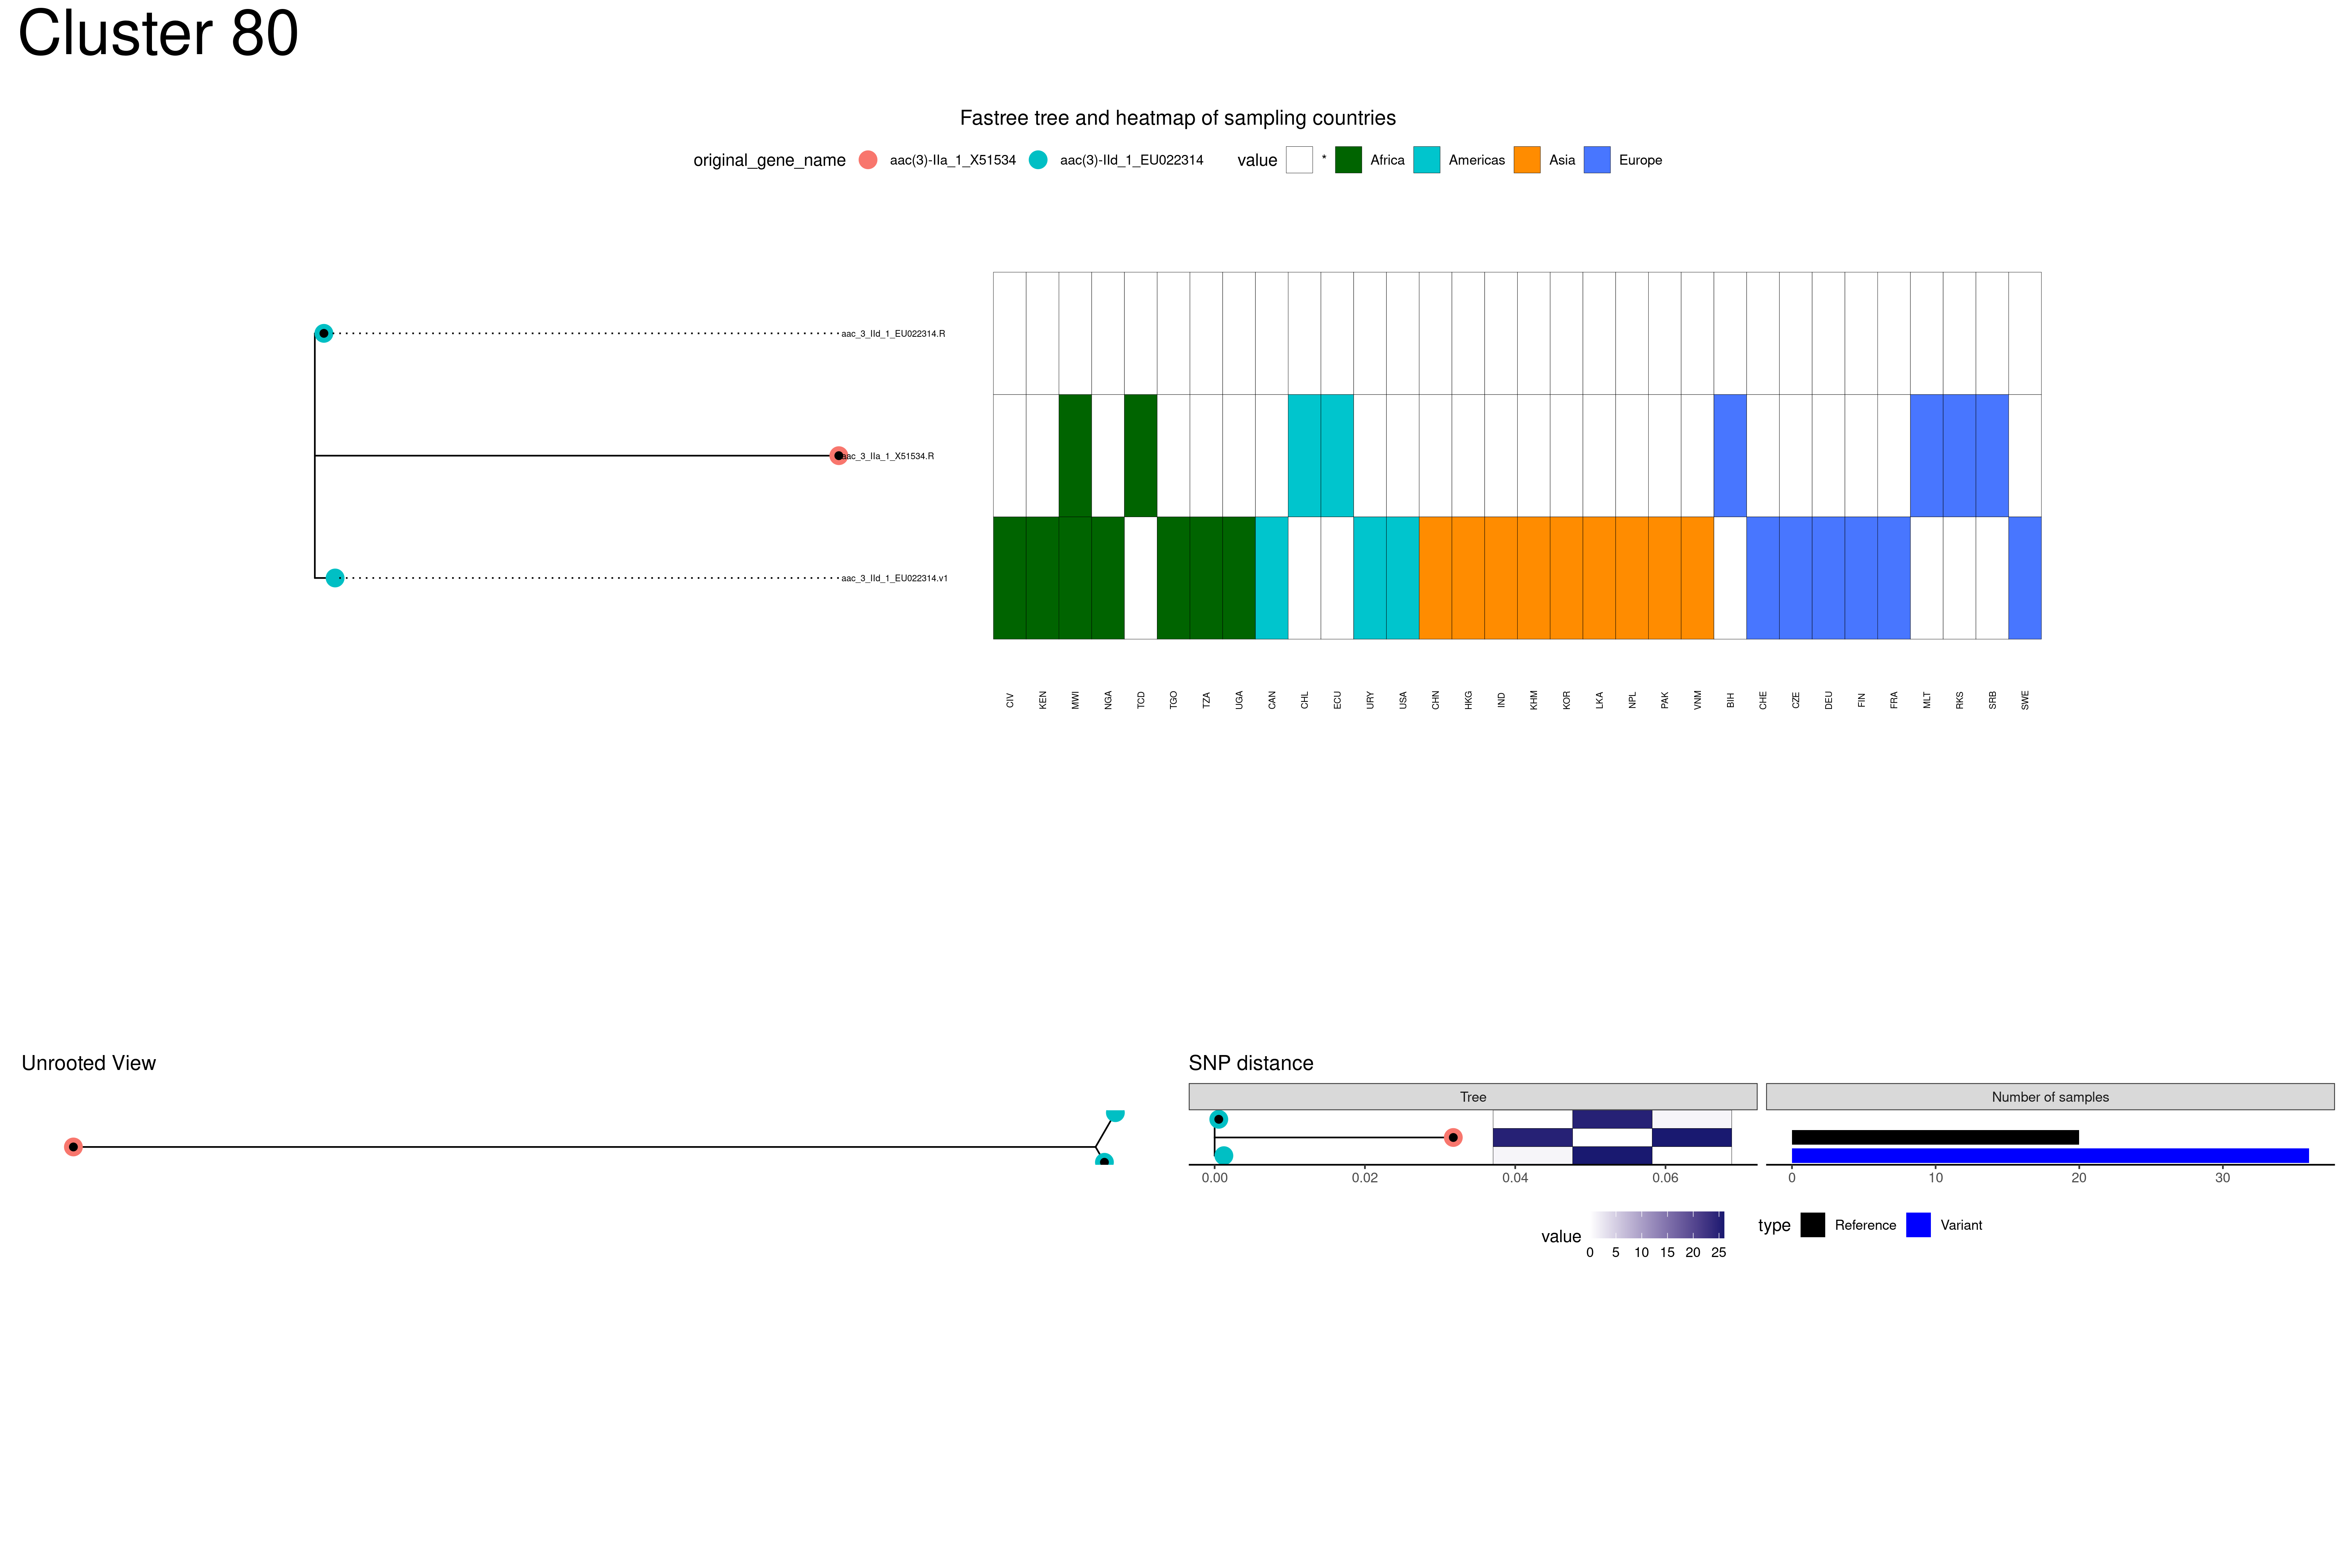 Cluster 80
Fastree tree and heatmap of sampling countries
original_gene_name aac(3)-IIa_1_X51534 aac(3)-IId_1_EU022314 value * Africa Americas Asia Europe
aac_3_IId_1_EU022314.R
aac_3_IIa_1_X51534.R
aac_3_IId_1_EU022314.v1
CIV KEN MWI NGA TCD TGO TZA UGA CAN CHL ECU URY USA CHN HKG IND KHM KOR LKA NPL PAK VNM BIH CHE CZE DEU FIN FRA MLT RKS SRB SWE
Unrooted View
SNP distance
Tree Number of samples
0.00 0.02 0.04 0.06 0 10 20 30
value 0 5 10 15 20 25 type Reference Variant